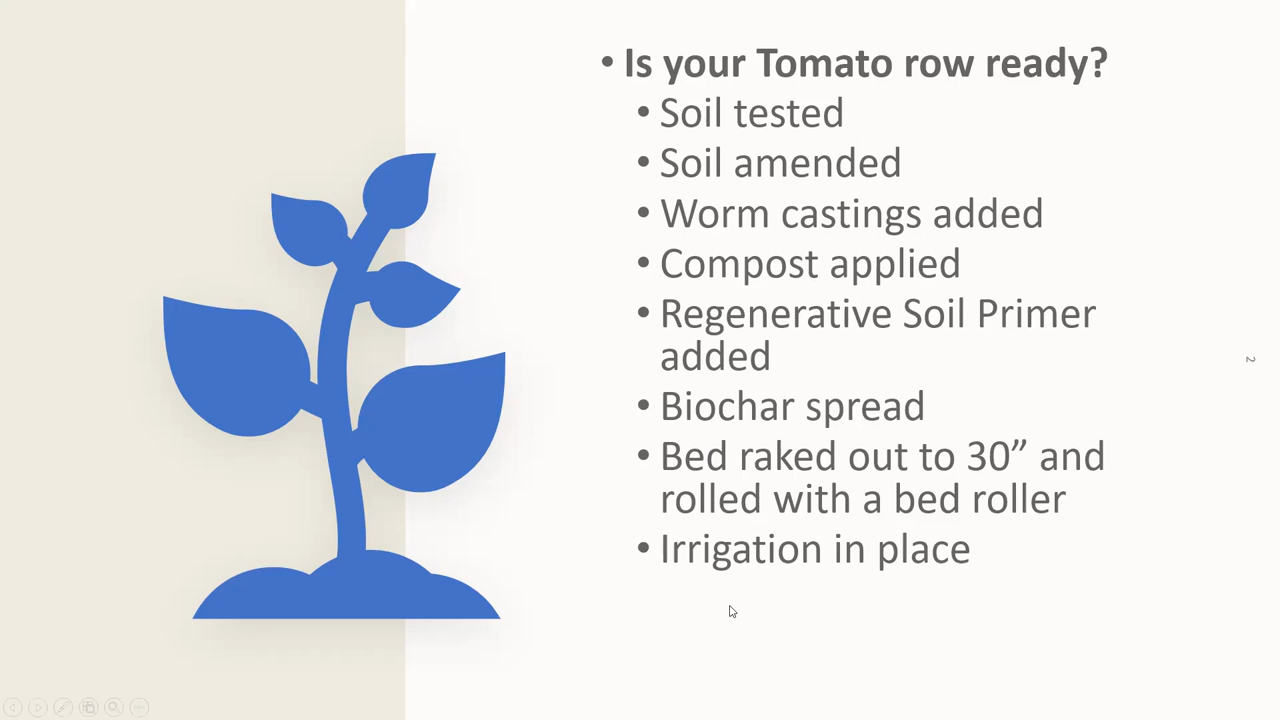 • Is your Tomato row ready?
• Soil tested
• Soil amended
• Worm castings added
• Compost applied
• Regenerative Soil Primer
added
• Biochar spread
• Bed raked out to 30” and
rolled with a bed roller
• Irrigation in place
2